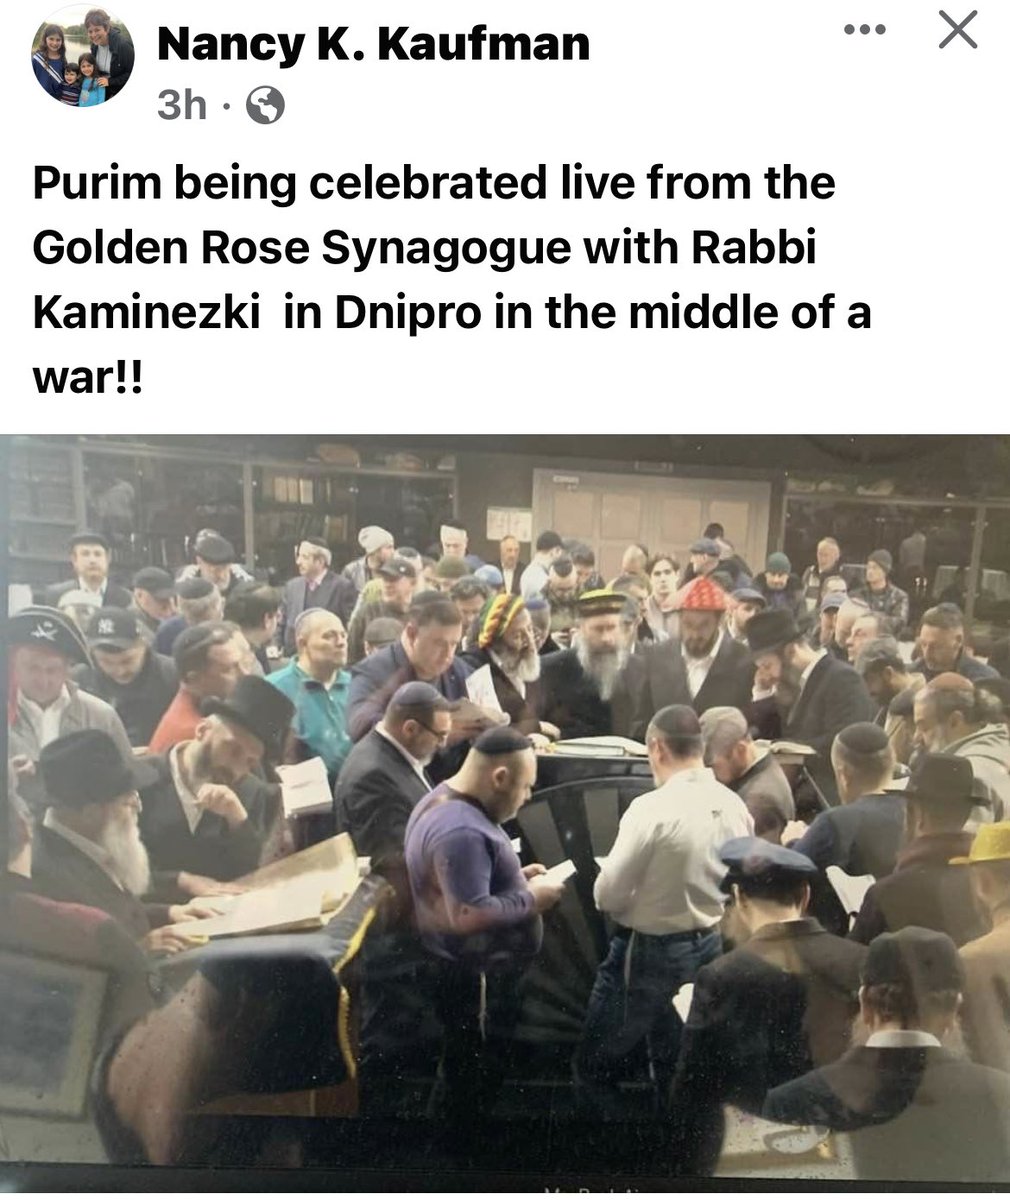 Nancy K. Kaufman
3h ·
Purim being celebrated live from the
Golden Rose Synagogue with Rabbi
Kaminezki in Dnipro in the middle of a
war!!